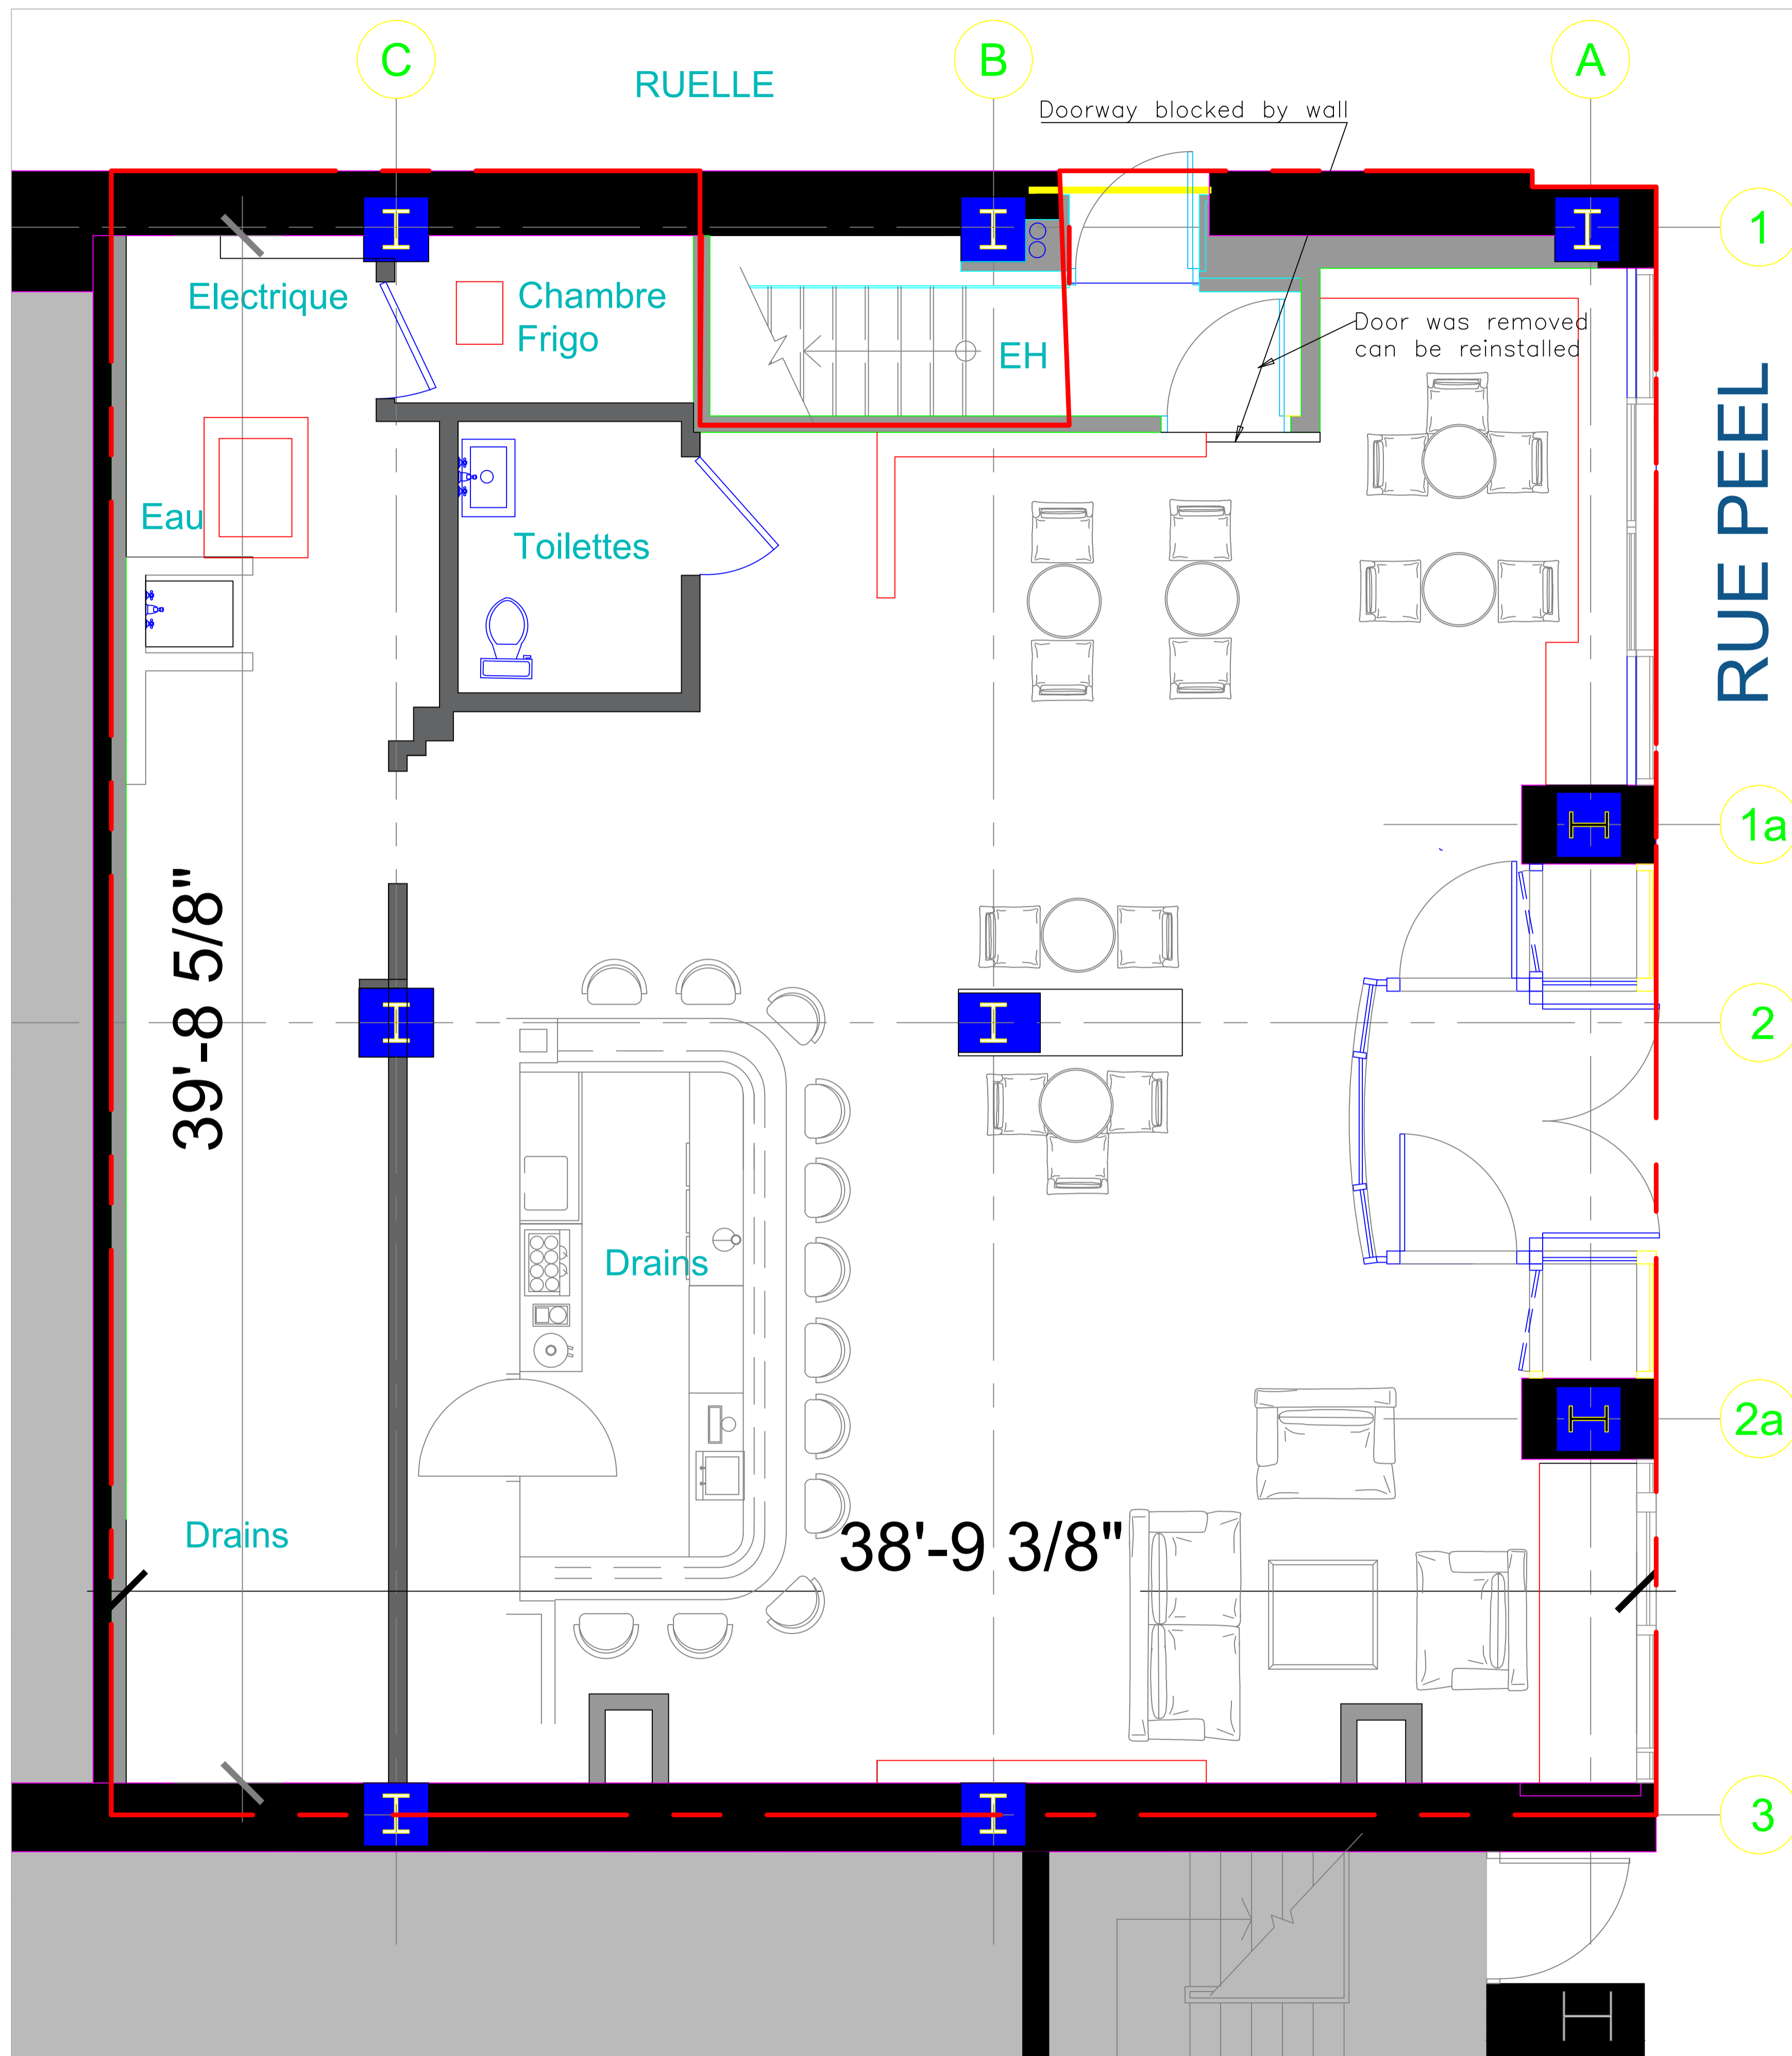 C
B
A
RUELLE
Doorway blocked by wall
1
Electrique
Chambre
Frigo
EH
Door was removed
can be reinstalled
RUE PEEL
Eau
Toilettes
1a
39'-8 5/8"
2
Drains
2a
Drains
38'-9 3/8"
3